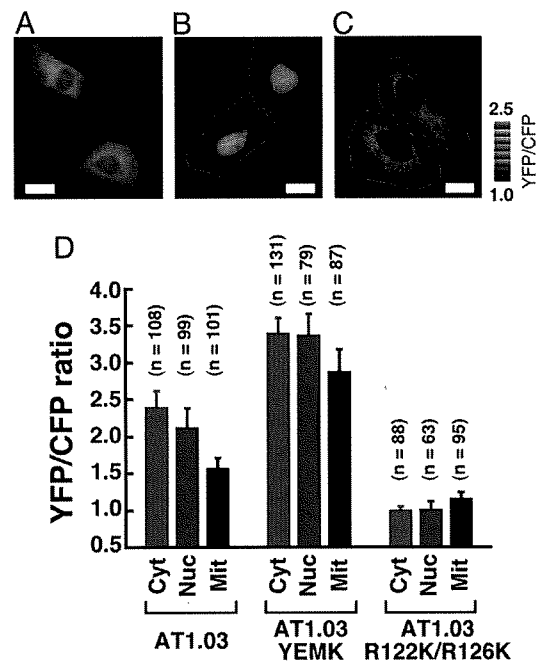 A
B
C
2.5
1.0
YFP/CFP
D
YFP/CFP ratio
4.0
3.5
3.0
2.5
2.0
1.5
1.0
0.5
(n = 108)
(n = 99)
(n = 101)
(n = 131)
(n = 79)
(n = 87)
(n = 88)
(n = 63)
(n = 95)
Cyt
Nuc
Mit
Cyt
Nuc
Mit
Cyt
Nuc
Mit
AT1.03
AT1.03
YEMK
AT1.03
R122K/R126K